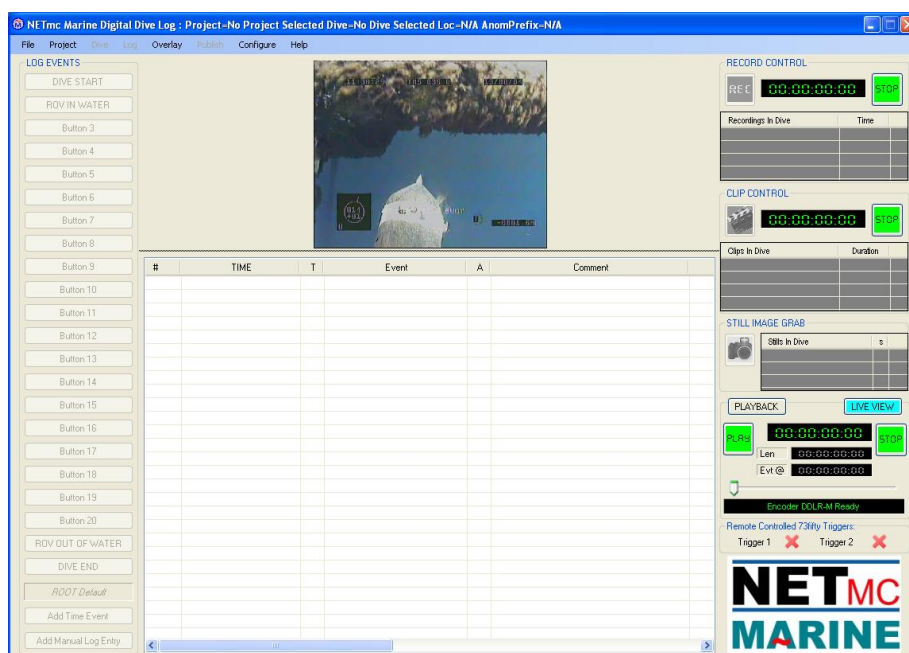 NETmc Marine Digital Dive Log : Project-No Project Selected Dive-No Dive Selected Loc-N/A AnomPrefix-N/A
File Project Dive Log Overlay Publish Configure Help
LOG EVENTS
DIVE START
ROV IN WATER
Button 3
Button 4
Button 5
Button 6
Button 7
Button 8
Button 9
Button 10
Button 11
Button 12
Button 13
Button 14
Button 15
Button 16
Button 17
Button 18
Button 19
Button 20
ROV OUT OF WATER
DIVE END
ROOT Default
Add Time Event
Add Manual Log Entry
# TIME T Event A Comment
RECORD CONTROL
REC 00:00:00:00 STOP
Recordings In Dive Time
CLIP CONTROL
00:00:00:00 STOP
Clips In Dive Duration
STILL IMAGE GRAB
Stills In Dive s
PLAYBACK LIVE VIEW
PLAY 00:00:00:00 STOP
Len 00:00:00:00
Evt @ 00:00:00:00
Encoder DDLR-M Ready
Remote Controlled 73fifty Triggers:
Trigger 1 Trigger 2
NETMC
MARINE